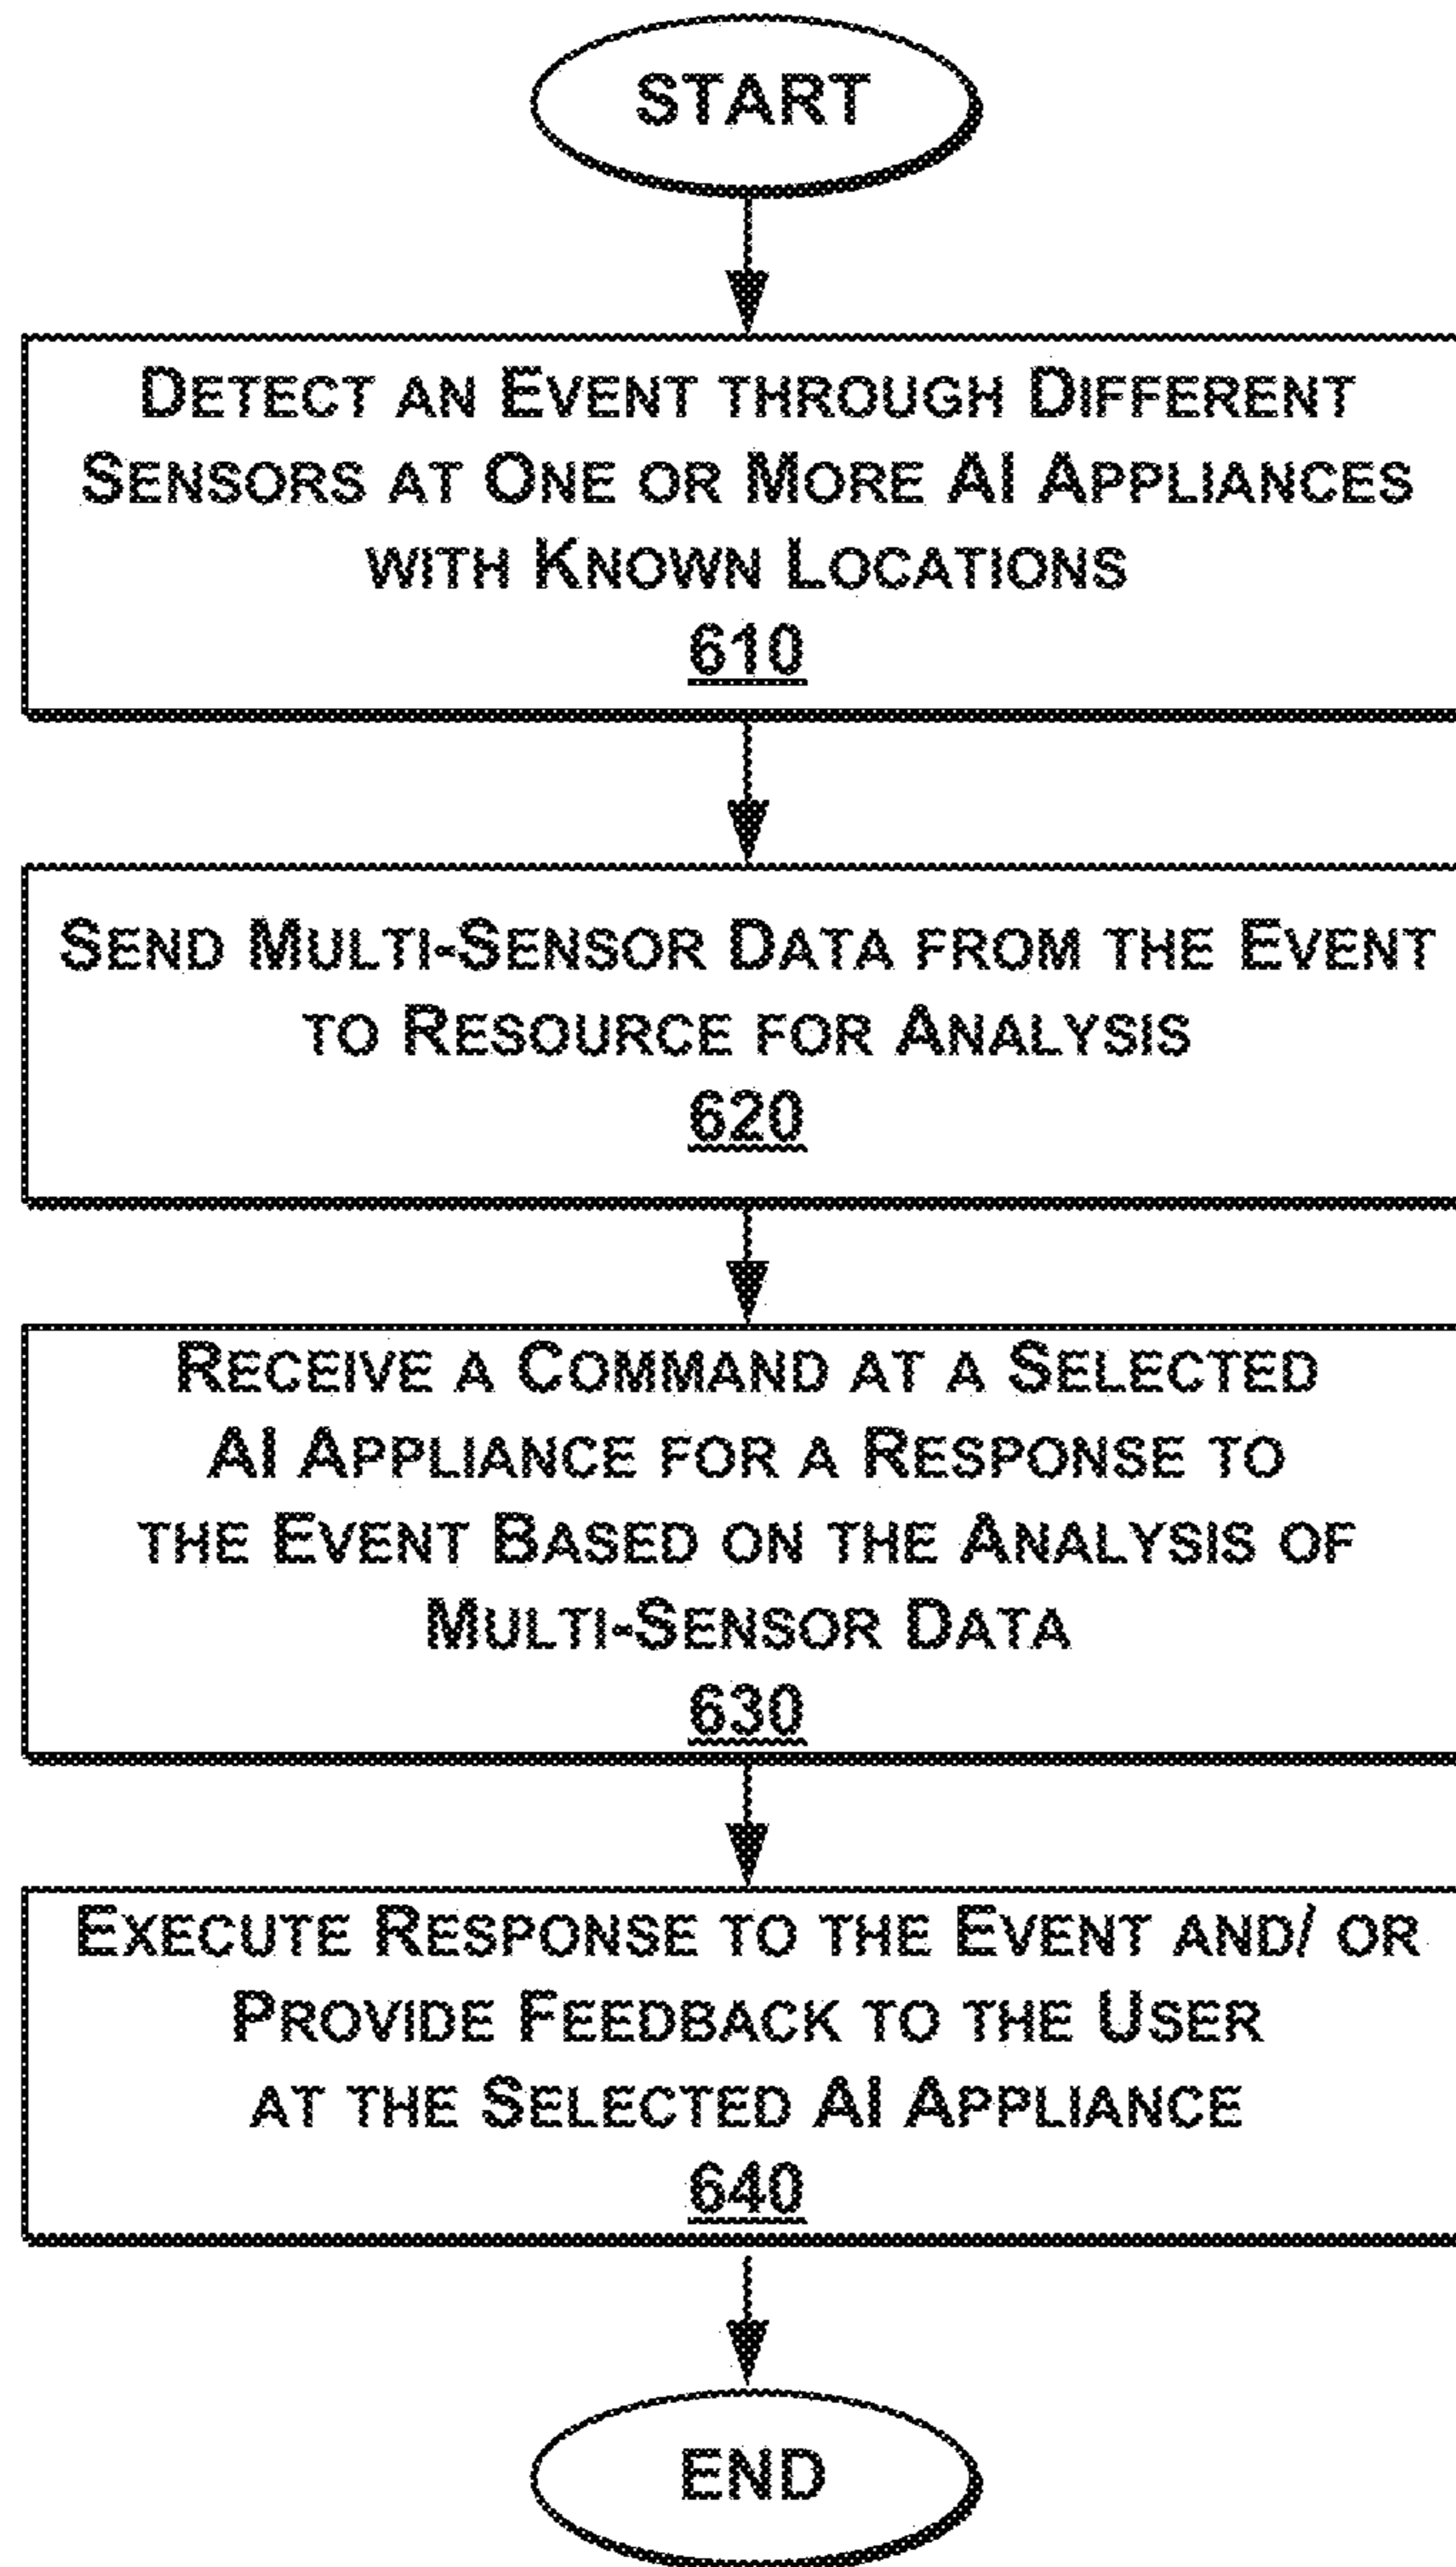 START
DETECT AN EVENT THROUGH DIFFERENT
SENSORS AT ONE OR MORE AI APPLIANCES
WITH KNOWN LOCATIONS
610
SEND MULTI-SENSOR DATA FROM THE EVENT
TO RESOURCE FOR ANALYSIS
620
RECEIVE A COMMAND AT A SELECTED
AI APPLIANCE FOR A RESPONSE TO
THE EVENT BASED ON THE ANALYSIS OF
MULTI-SENSOR DATA
630
EXECUTE RESPONSE TO THE EVENT AND/ OR
PROVIDE FEEDBACK TO THE USER
AT THE SELECTED AI APPLIANCE
640
END